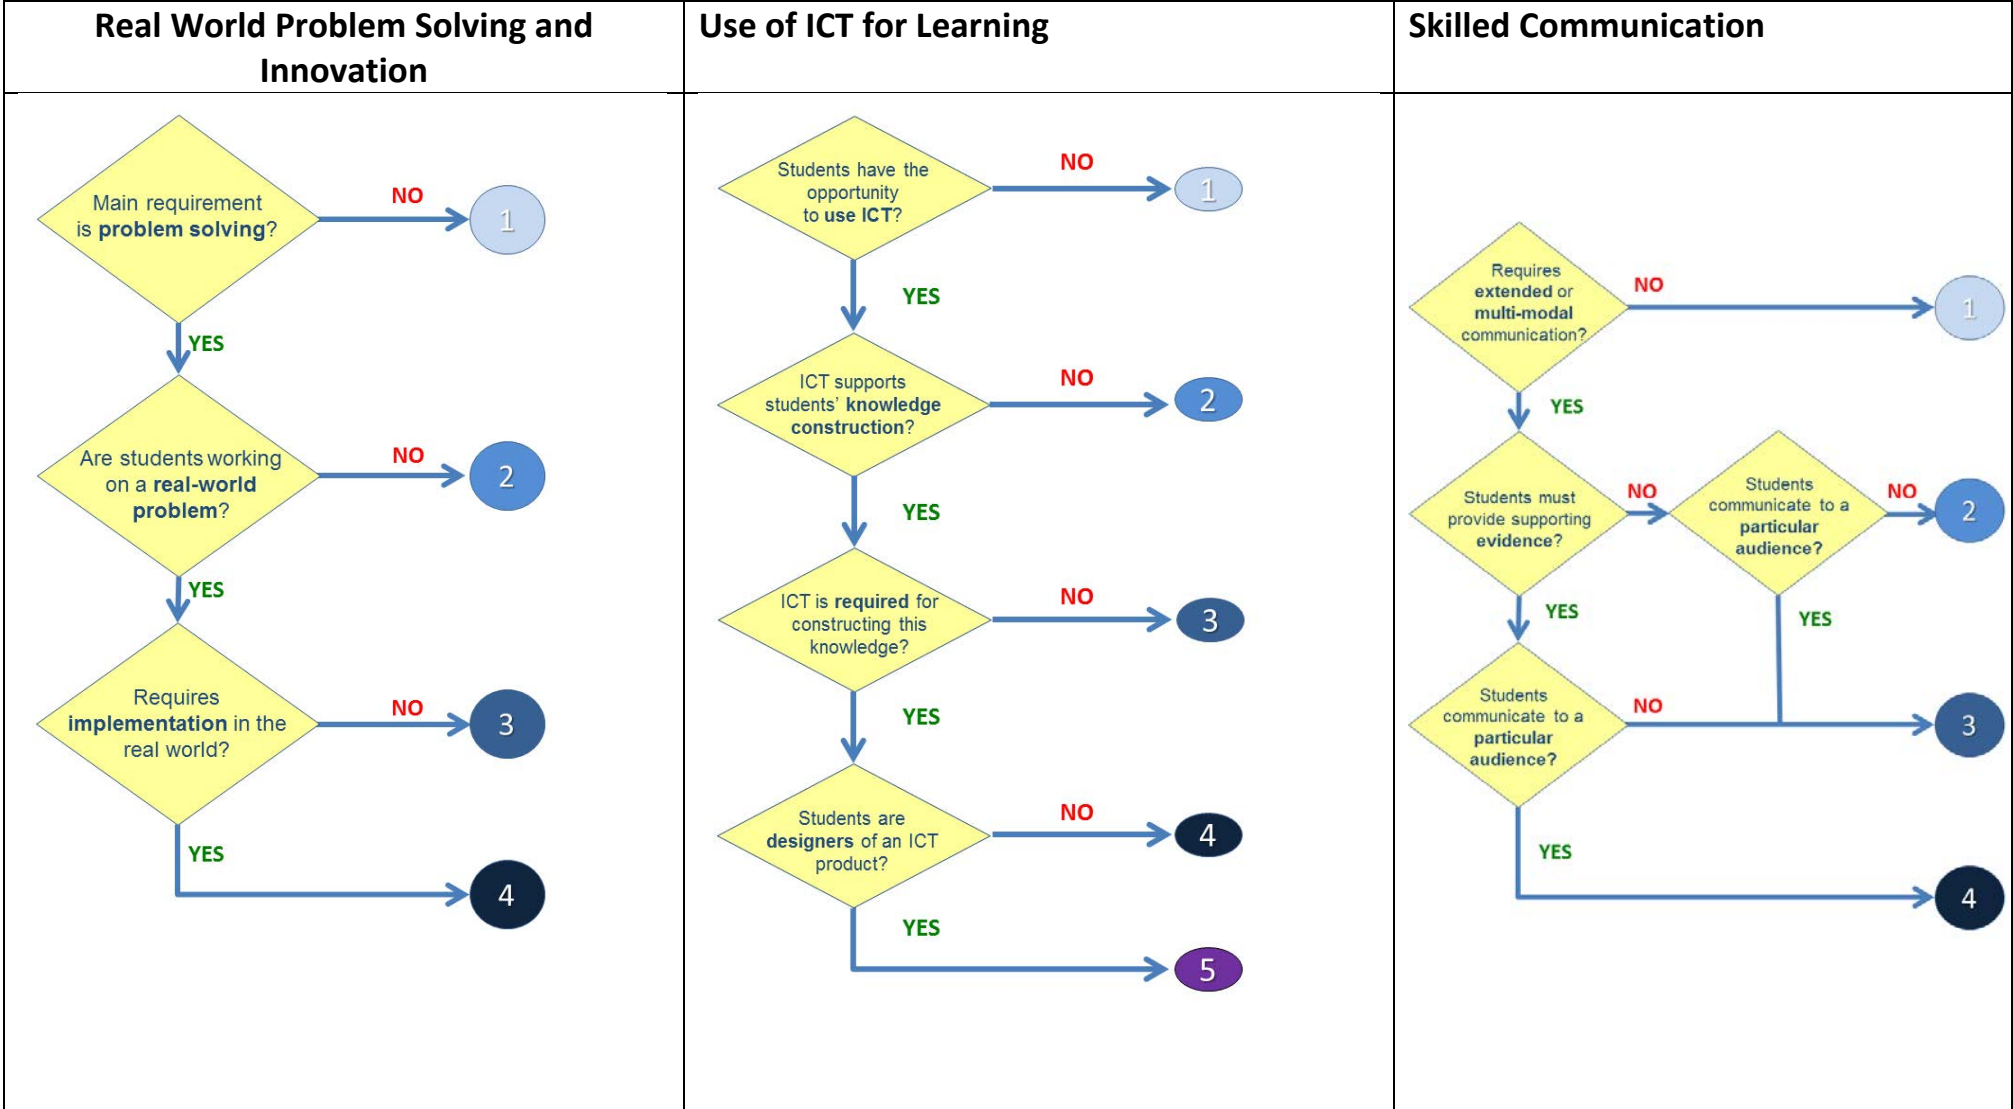 Real World Problem Solving and
Innovation
Main requirement
is problem solving?
NO
1
YES
Are students working
on a real-world
problem?
NO
2
YES
Requires
implementation in the
real world?
NO
3
YES
4
Use of ICT for Learning
Students have the
opportunity
to use ICT?
NO
1
YES
ICT supports
students’ knowledge
construction?
NO
2
YES
ICT is required for
constructing this
knowledge?
NO
3
YES
Students are
designers of an ICT
product?
NO
4
YES
5
Skilled Communication
Requires
extended or
multi-modal
communication?
NO
1
YES
Students must
provide supporting
evidence?
NO
Students
communicate to a
particular
audience?
NO
2
YES
YES
Students
communicate to a
particular
audience?
NO
3
YES
4